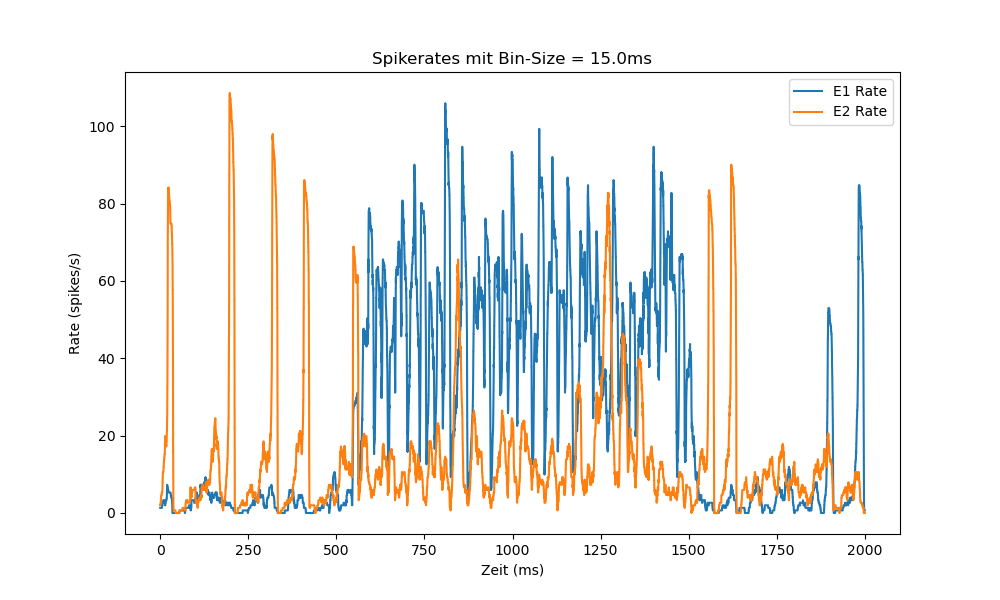 Spikerates mit Bin-Size = 15.0ms
E1 Rate
E2 Rate
100
80
60
40
20
0
Rate (spikes/s)
0 250 500 750 1000 1250 1500 1750 2000
Zeit (ms)